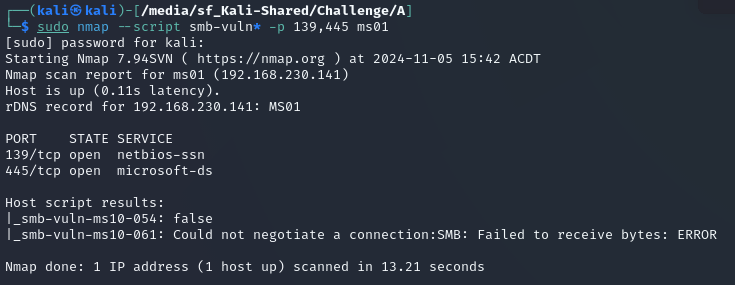 ┌──(kali㉿kali)-[/media/sf_Kali-Shared/Challenge/A]
└─$ sudo nmap --script smb-vuln* -p 139,445 ms01
[sudo] password for kali:
Starting Nmap 7.94SVN ( https://nmap.org ) at 2024-11-05 15:42 ACDT
Nmap scan report for ms01 (192.168.230.141)
Host is up (0.11s latency).
rDNS record for 192.168.230.141: MS01

PORT    STATE SERVICE
139/tcp open  netbios-ssn
445/tcp open  microsoft-ds

Host script results:
|_smb-vuln-ms10-054: false
|_smb-vuln-ms10-061: Could not negotiate a connection:SMB: Failed to receive bytes: ERROR

Nmap done: 1 IP address (1 host up) scanned in 13.21 seconds